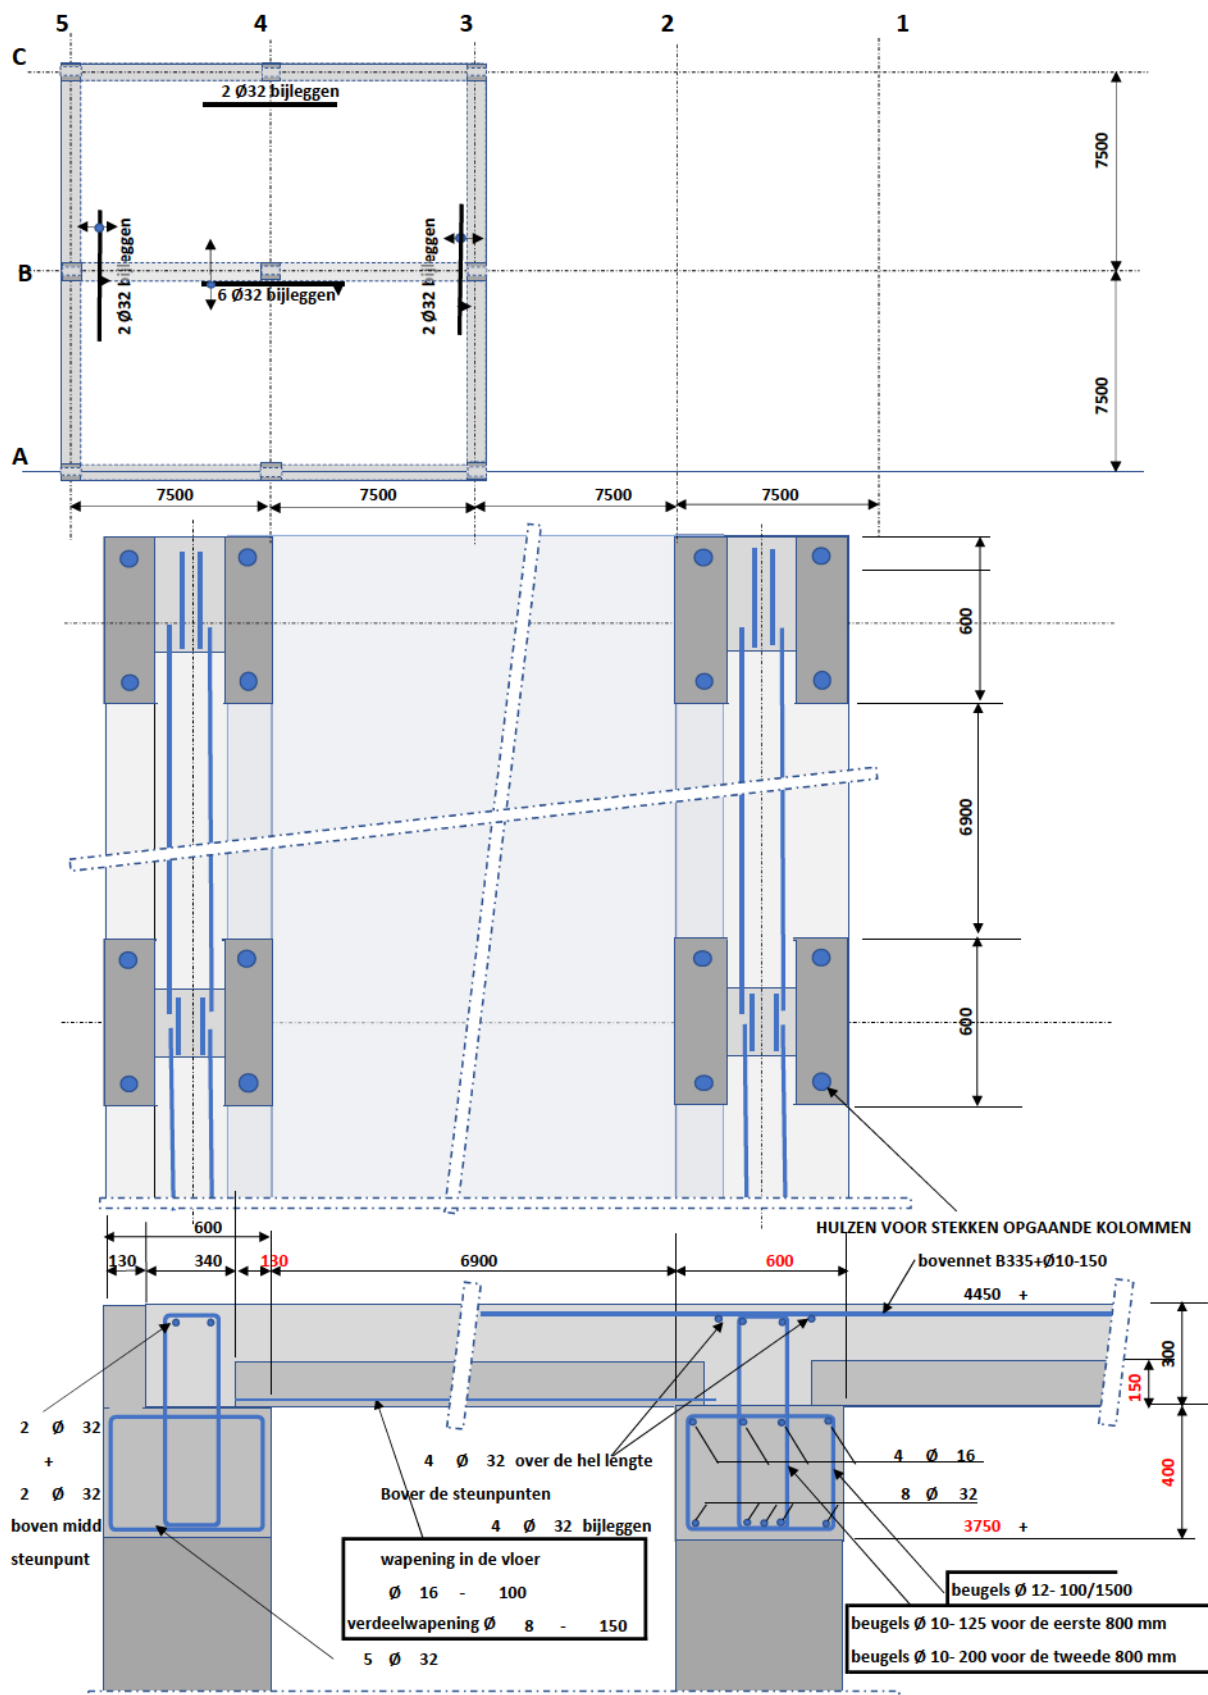 5 4 3 2 1
C
2 Ø32 bijleggen
7500
2 Ø32 bijleggen
2 Ø32 bijleggen
B
6 Ø32 bijleggen
7500
A
7500 7500 7500 7500
600
6900
600
HULZEN VOOR STEKKEN OPGAANDE KOLOMMEN
600
130 340 130 6900 600
bovennet B335+Ø10-150
4450 +
300
150
2 Ø 32
+
2 Ø 32
boven midd
steunpunt
4 Ø 32 over de hel lengte
Bover de steunpunten
4 Ø 32 bijleggen
4 Ø 16
8 Ø 32
400
3750 +
wapening in de vloer
Ø 16 - 100
verdeelwapening Ø 8 - 150
5 Ø 32
beugels Ø 12- 100/1500
beugels Ø 10- 125 voor de eerste 800 mm
beugels Ø 10- 200 voor de tweede 800 mm